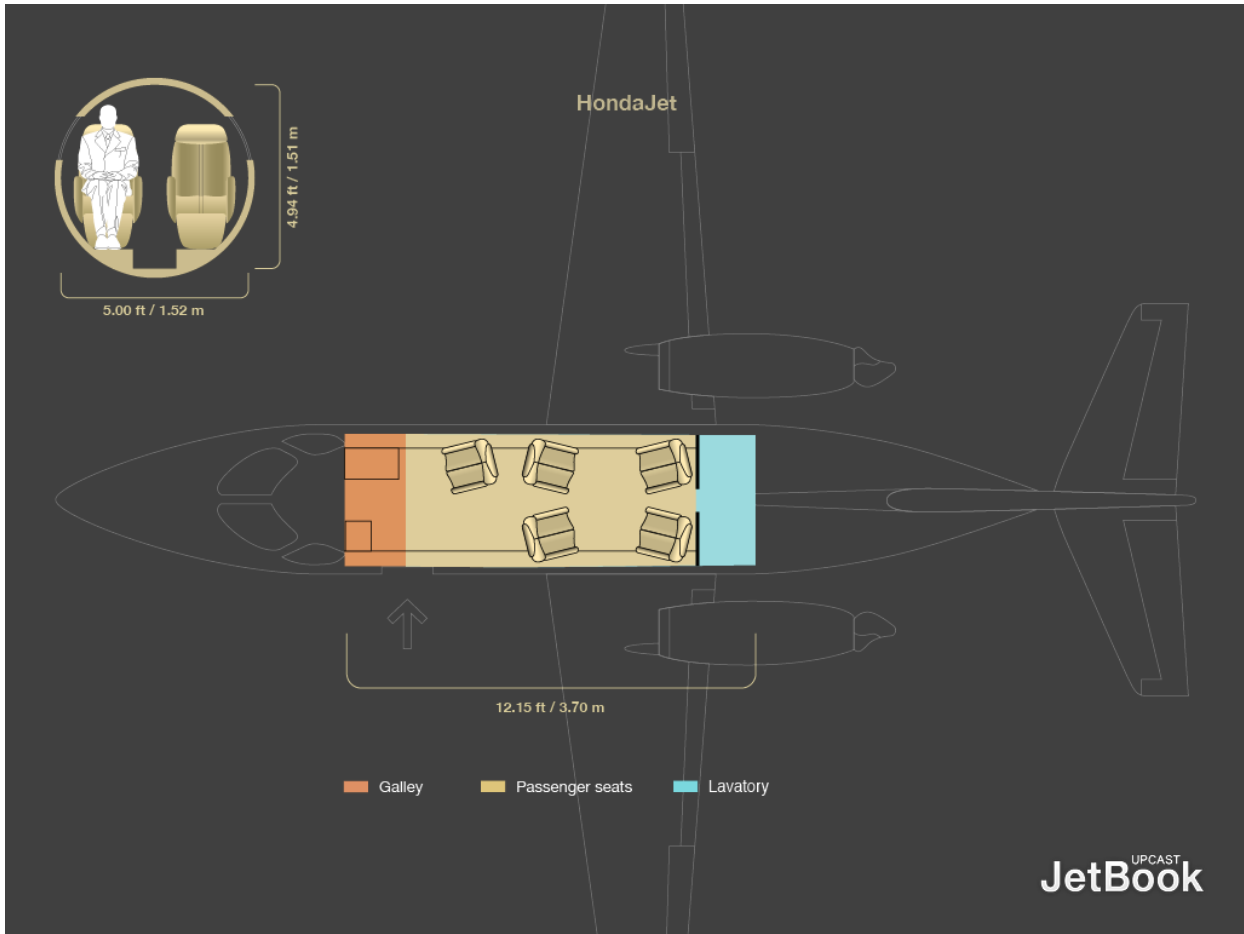 HondaJet
4.94 ft / 1.51 m
5.00 ft / 1.52 m
12.15 ft / 3.70 m
Galley
Passenger seats
Lavatory
UPCAST
JetBook